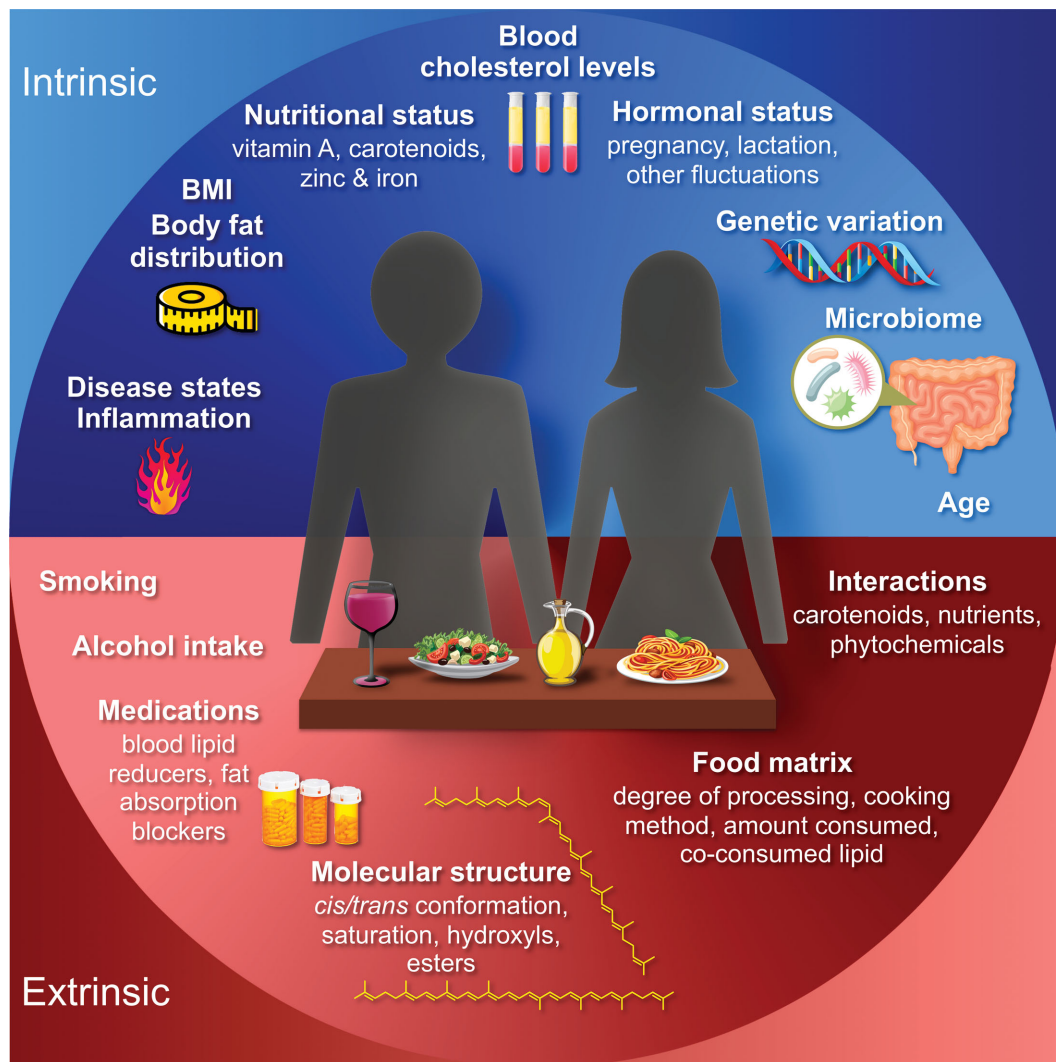 Intrinsic
Blood
cholesterol levels
Nutritional status
vitamin A, carotenoids,
zinc & iron
Hormonal status
pregnancy, lactation,
other fluctuations
BMI
Body fat
distribution
Genetic variation
Microbiome
Disease states
Inflammation
Age
Smoking
Alcohol intake
Medications
blood lipid
reducers, fat
absorption
blockers
Interactions
carotenoids, nutrients,
phytochemicals
Food matrix
degree of processing, cooking
method, amount consumed,
co-consumed lipid
Molecular structure
cis/trans conformation,
saturation, hydroxyls,
esters
Extrinsic